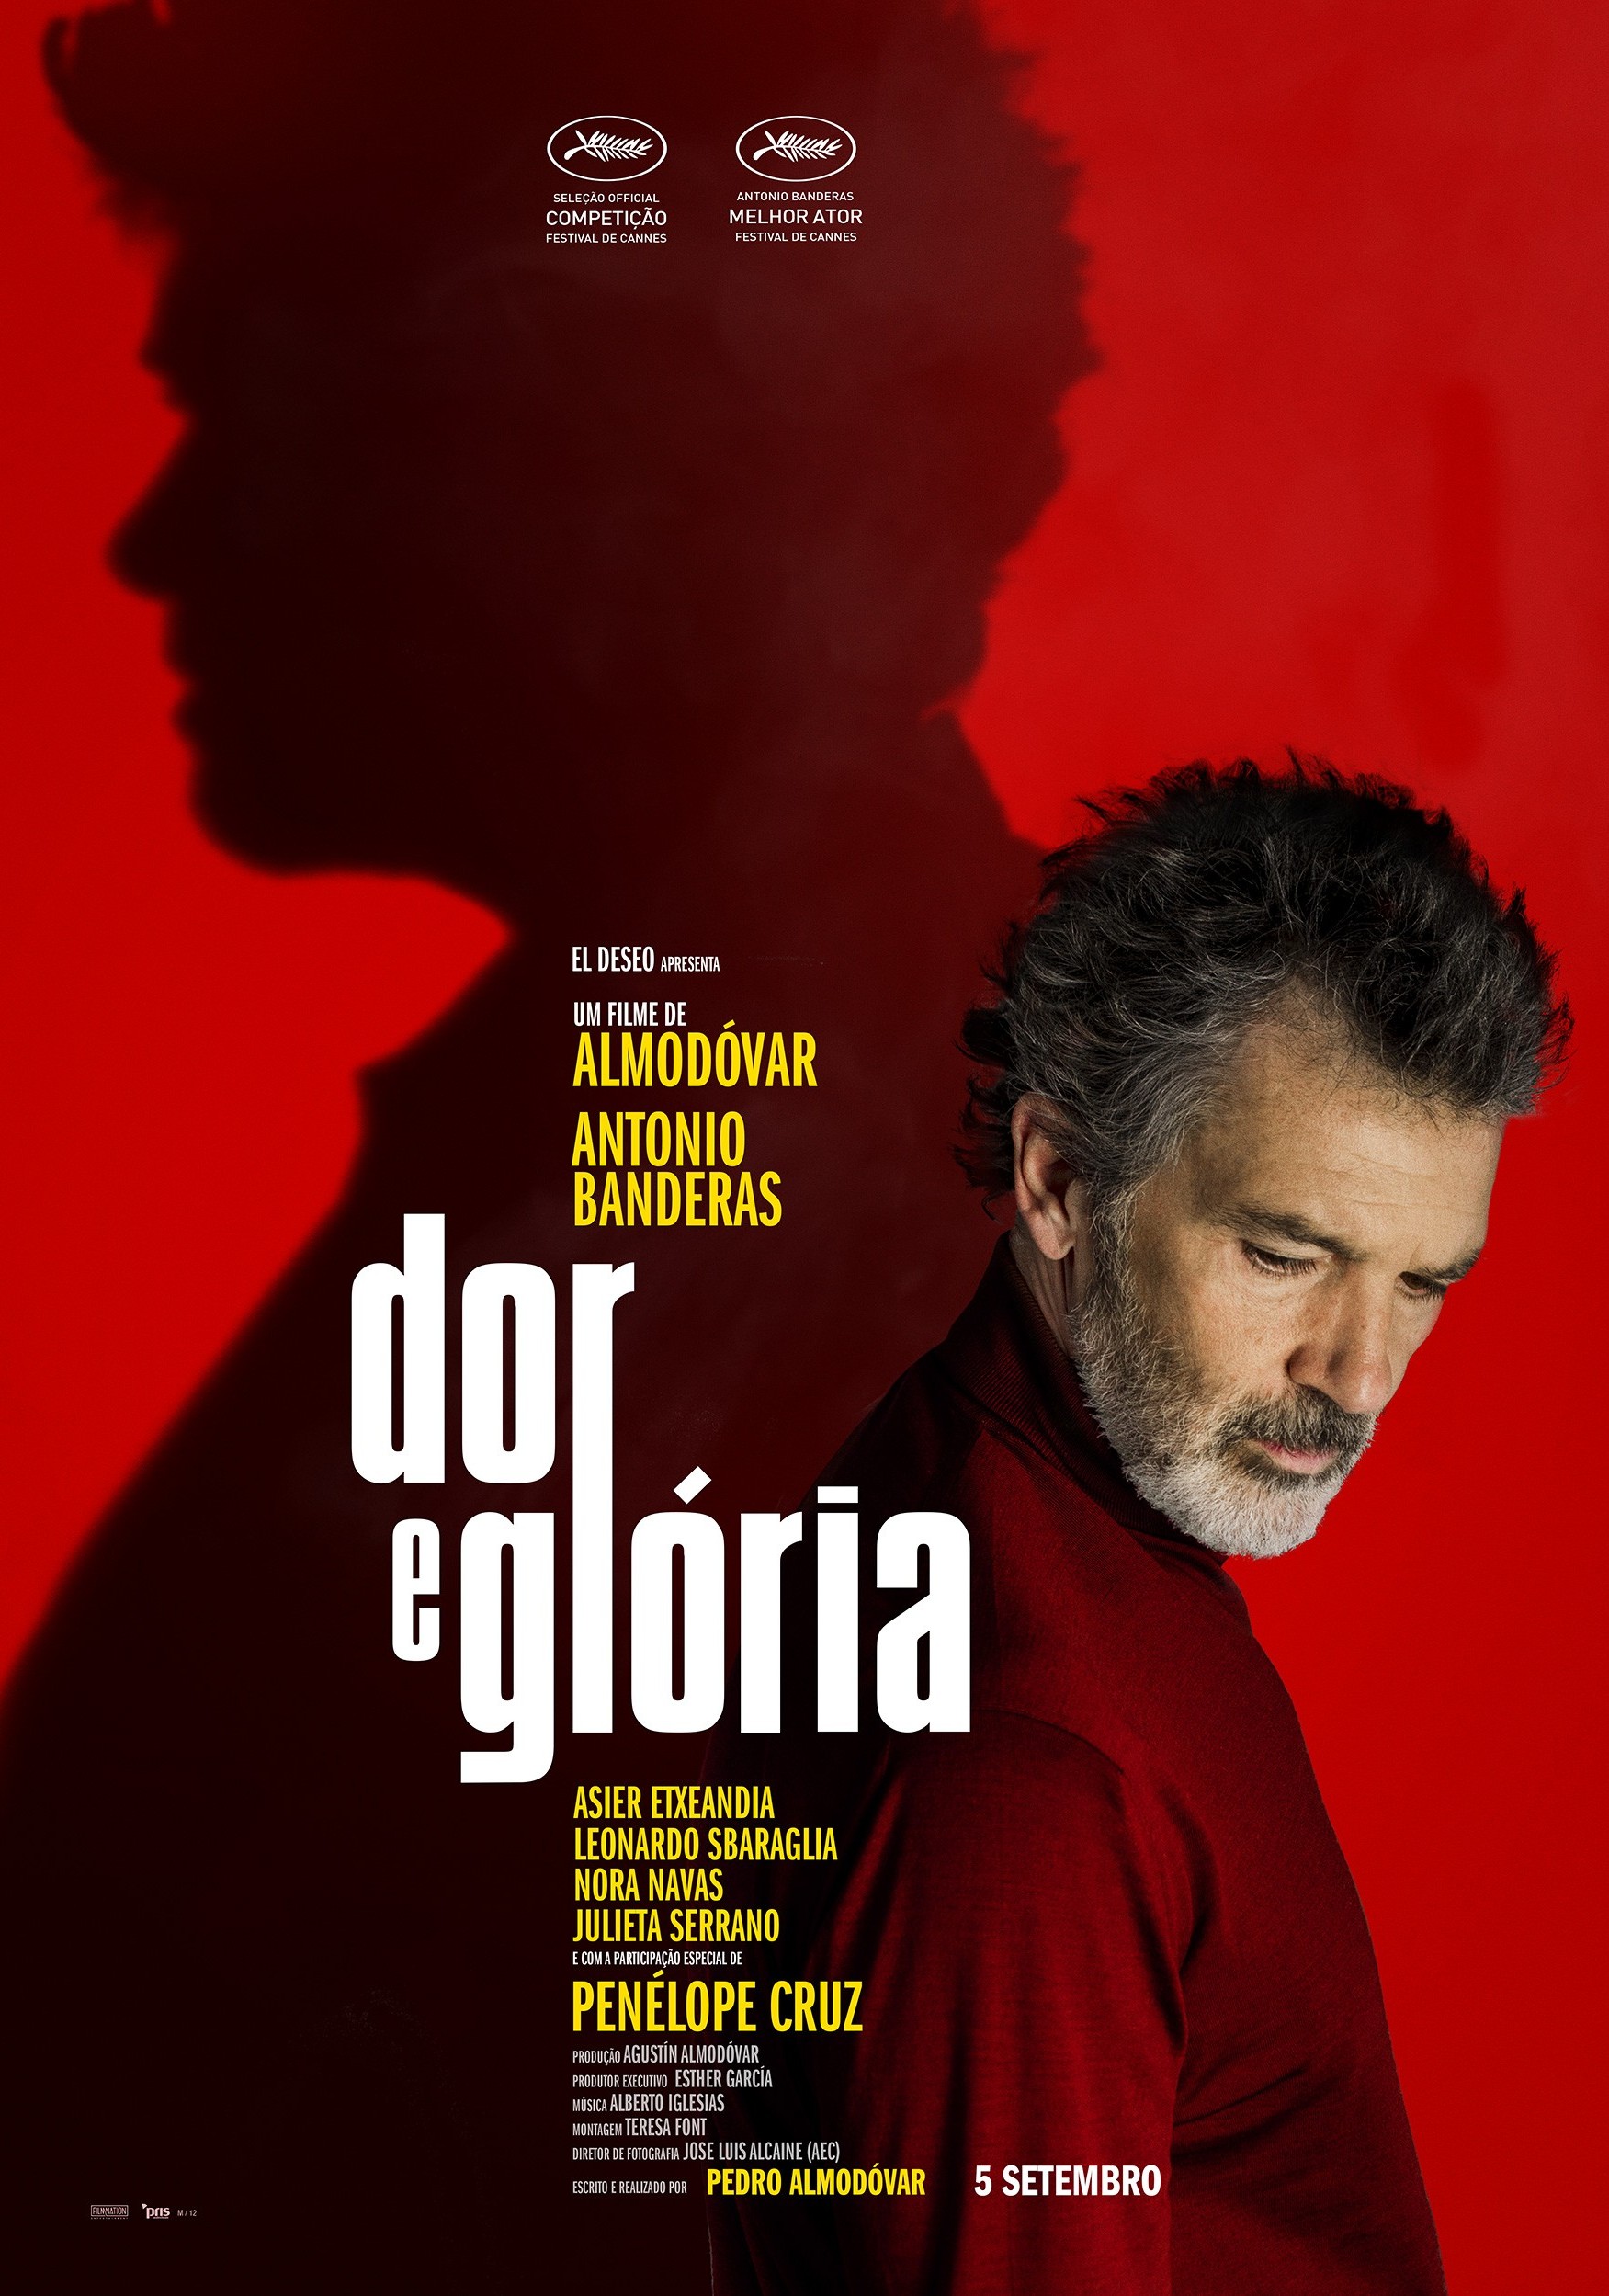 SELEÇÃO OFFICIAL
COMPETIÇÃO
FESTIVAL DE CANNES
ANTONIO BANDERAS
MELHOR ATOR
FESTIVAL DE CANNES
EL DESEO APRESENTA
UM FILME DE
ALMODÓVAR
ANTONIO
BANDERAS
dor
e glória
ASIER ETXEANDIA
LEONARDO SBARAGLIA
NORA NAVAS
JULIETA SERRANO
E COM A PARTICIPAÇÃO ESPECIAL DE
PENÉLOPE CRUZ
PRODUÇÃO AGUSTÍN ALMODÓVAR
PRODUTOR EXECUTIVO ESTHER GARCÍA
MÚSICA ALBERTO IGLESIAS
MONTAGEM TERESA FONT
DIRETOR DE FOTOGRAFIA JOSE LUIS ALCAINE (AEC)
ESCRITO E REALIZADO POR PEDRO ALMODÓVAR
5 SETEMBRO
FILMNATION
ENTERTAINMENT
pris
M / 12